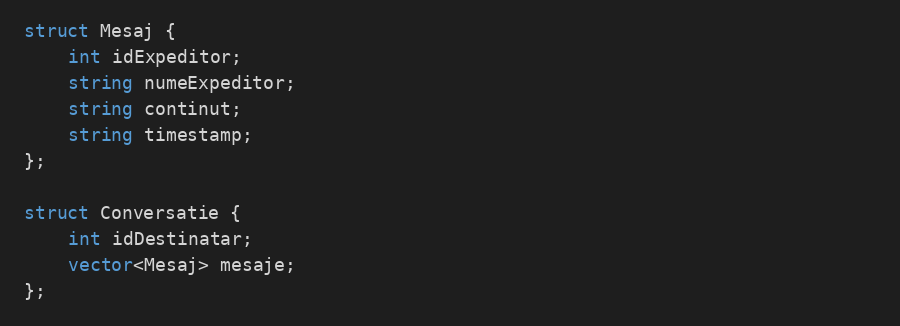 struct Mesaj {
    int idExpeditor;
    string numeExpeditor;
    string continut;
    string timestamp;
};

struct Conversatie {
    int idDestinatar;
    vector<Mesaj> mesaje;
};